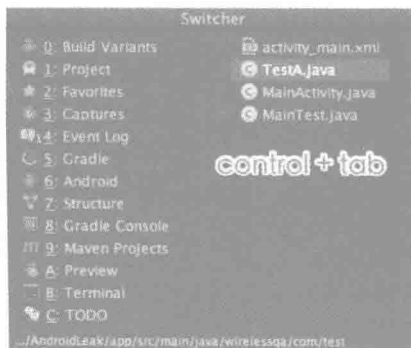 Switcher
0: Build Variants
1: Project
2: Favorites
3: Captures
4: Event Log
5: Gradle
6: Android
7: Structure
8: Gradle Console
9: Maven Projects
A: Preview
B: Terminal
C: TODO
activity_main.xml
TestA.java
MainActivity.java
MainTest.java
control + tab
.../AndroidLeak/app/src/main/java/wirelessqa/com/test